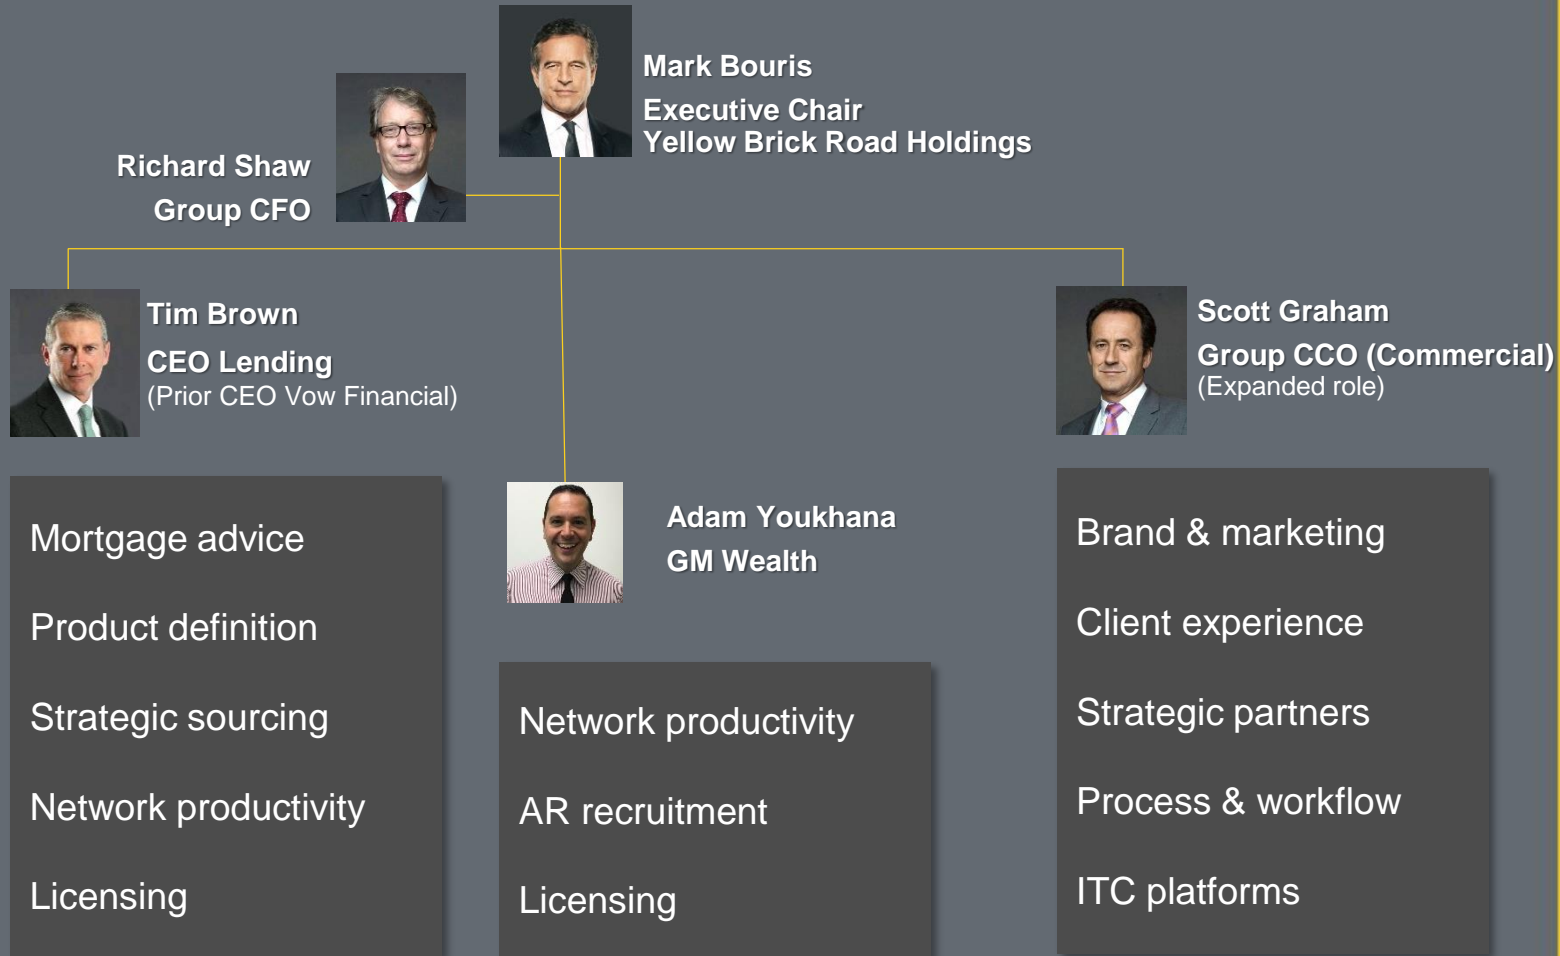 Mark Bouris
Executive Chair
Yellow Brick Road Holdings
Richard Shaw
Group CFO
Tim Brown
CEO Lending
(Prior CEO Vow Financial)
Scott Graham
Group CCO (Commercial)
(Expanded role)
Adam Youkhana
GM Wealth
Mortgage advice
Product definition
Strategic sourcing
Network productivity
Licensing
Network productivity
AR recruitment
Licensing
Brand & marketing
Client experience
Strategic partners
Process & workflow
ITC platforms